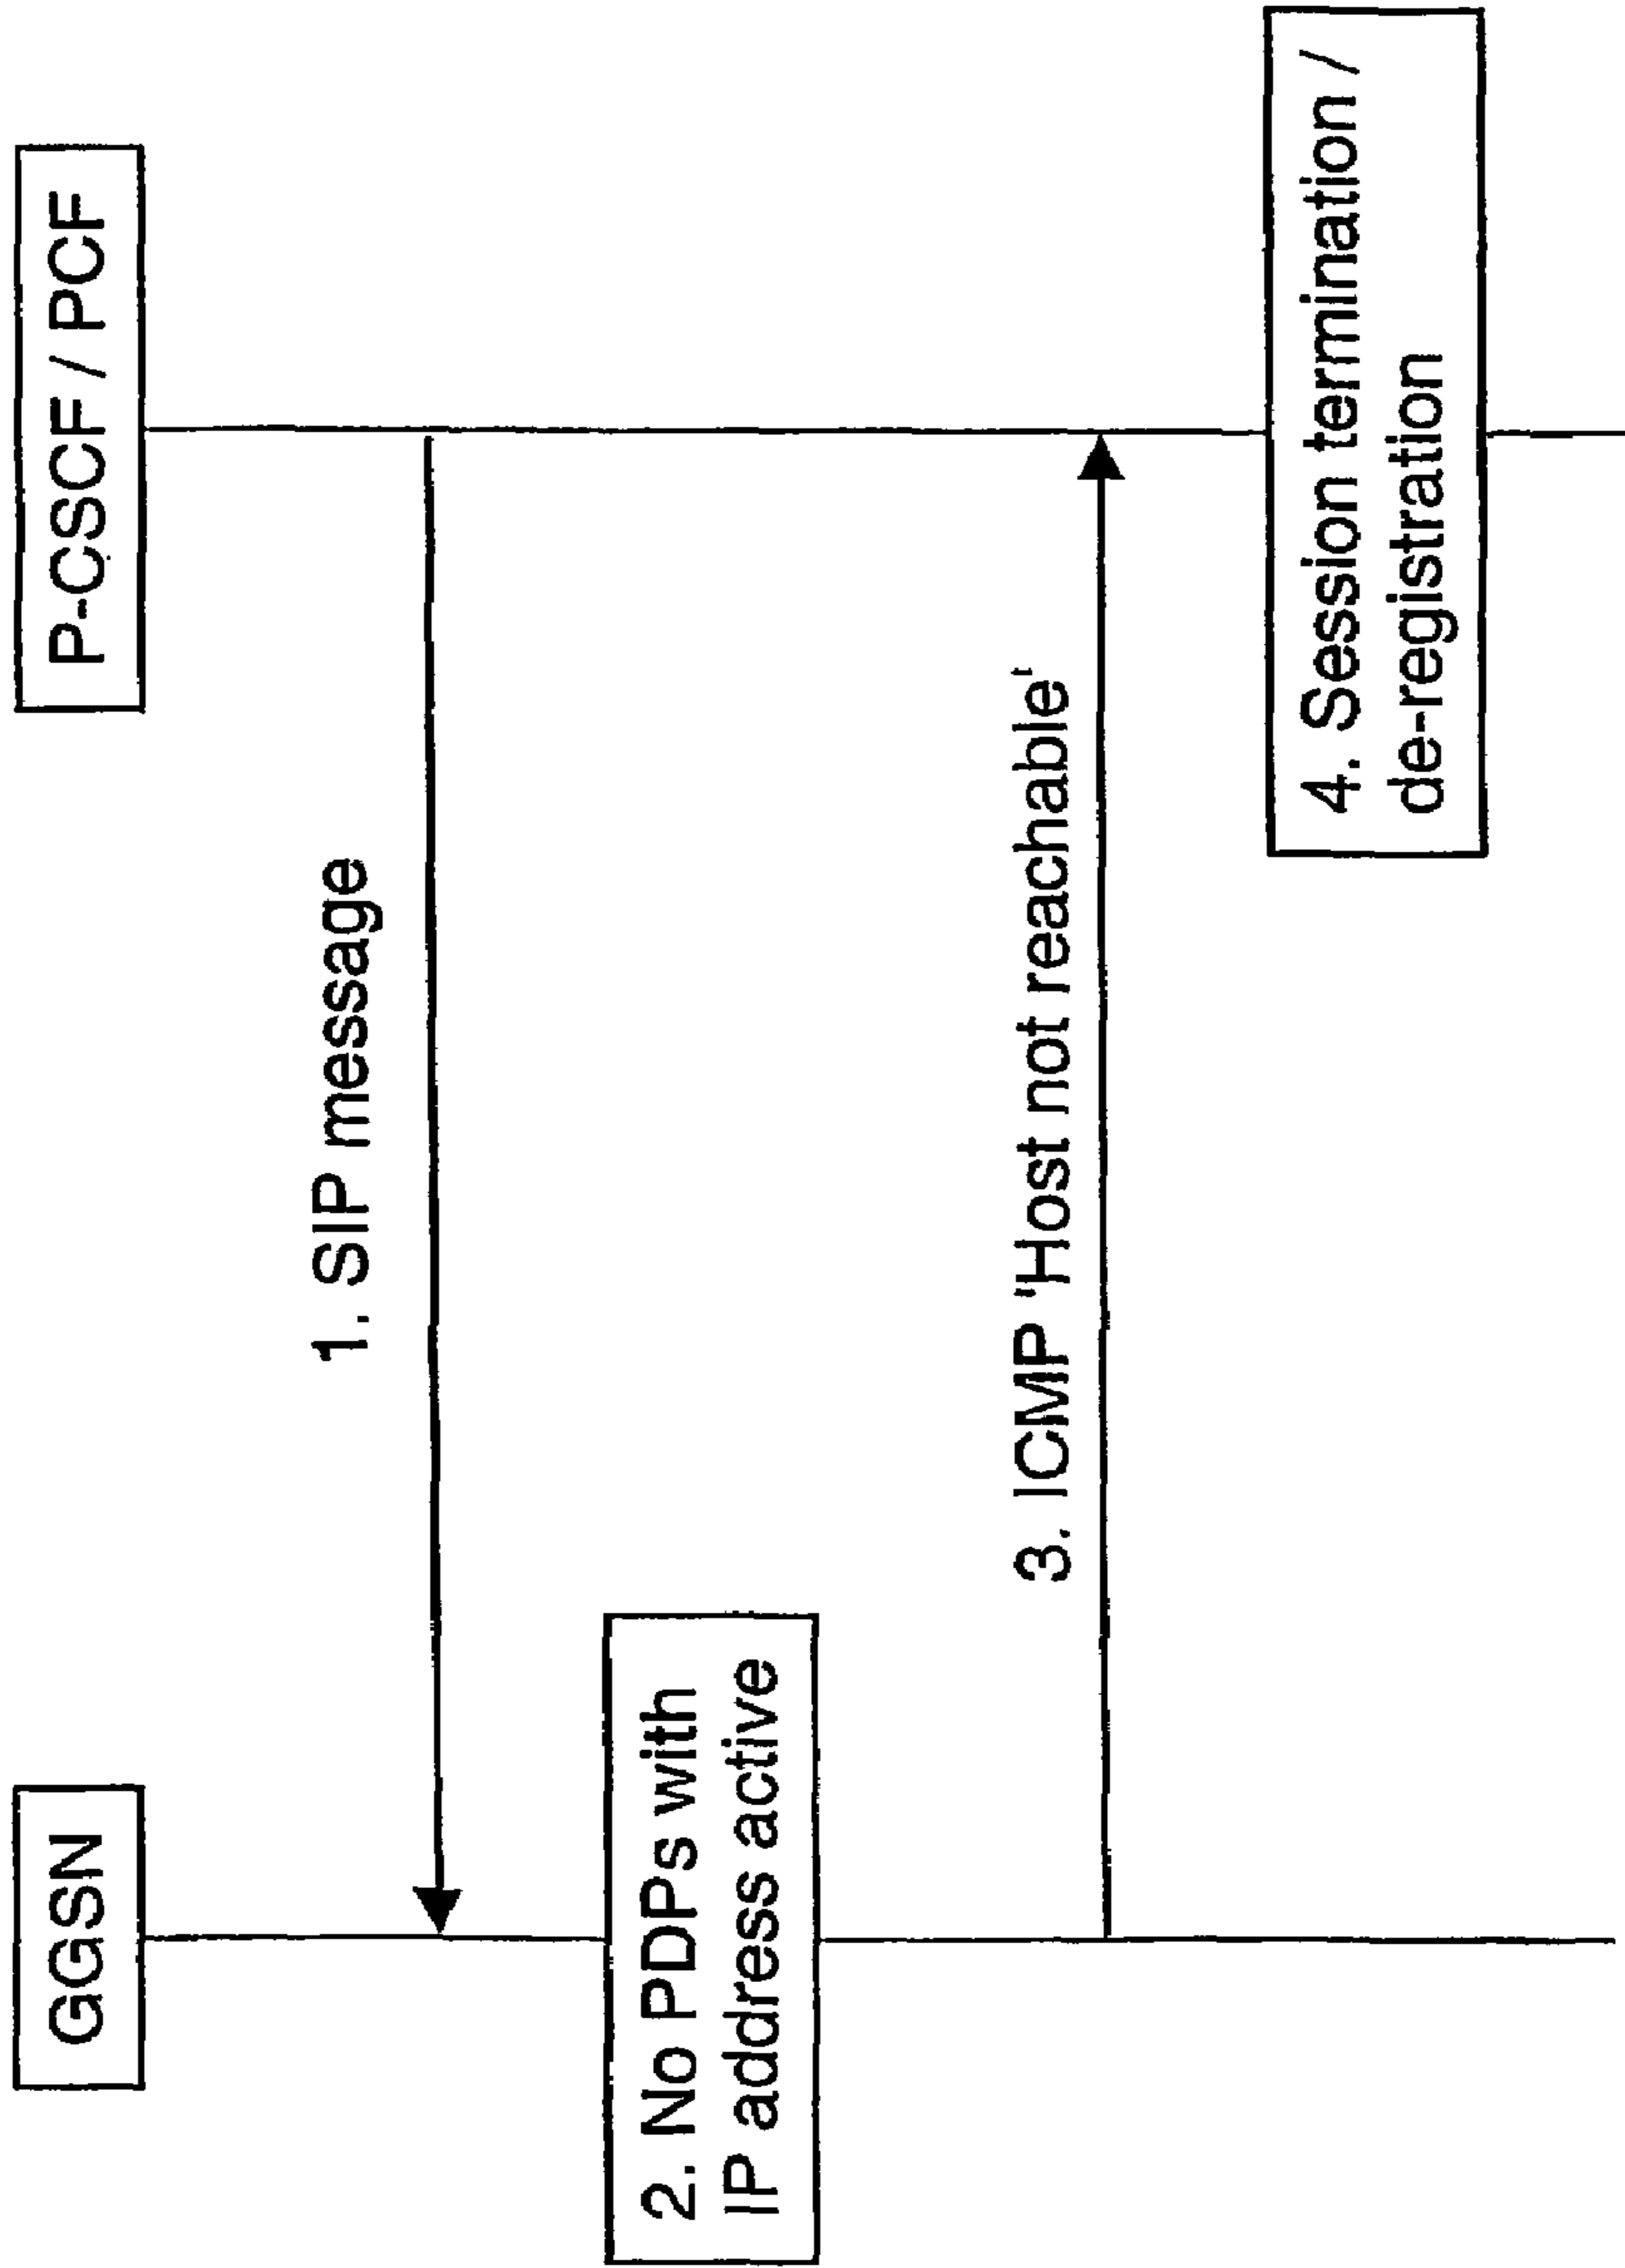 GGSN
P-CSCF / PCF
1. SIP message
2. No PDPs with
IP address active
3. ICMP 'Host not reachable'
4. Session termination /
de-registration